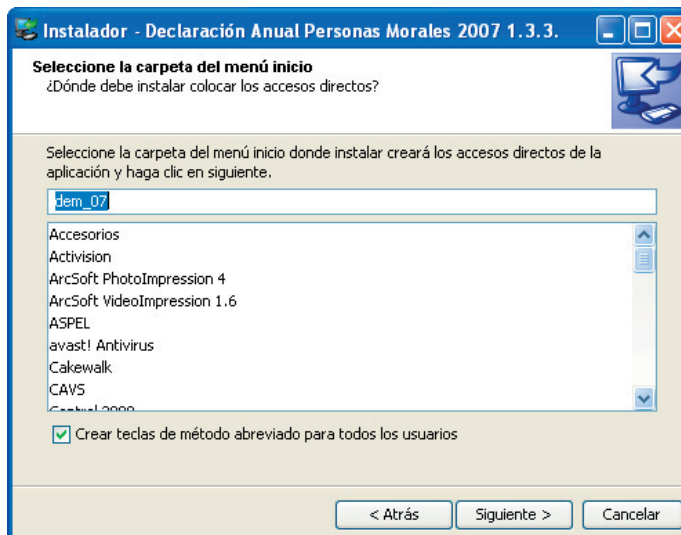 Instalador - Declaración Anual Personas Morales 2007 1.3.3.
Seleccione la carpeta del menú inicio
¿Dónde debe instalar colocar los accesos directos?
Seleccione la carpeta del menú inicio donde instalar creará los accesos directos de la
aplicación y haga clic en siguiente.
dem_07
Accesorios
Activision
ArcSoft PhotoImpression 4
ArcSoft VideoImpression 1.6
ASPEL
avast! Antivirus
Cakewalk
CAVS
Crear teclas de método abreviado para todos los usuarios
< Atrás
Siguiente >
Cancelar